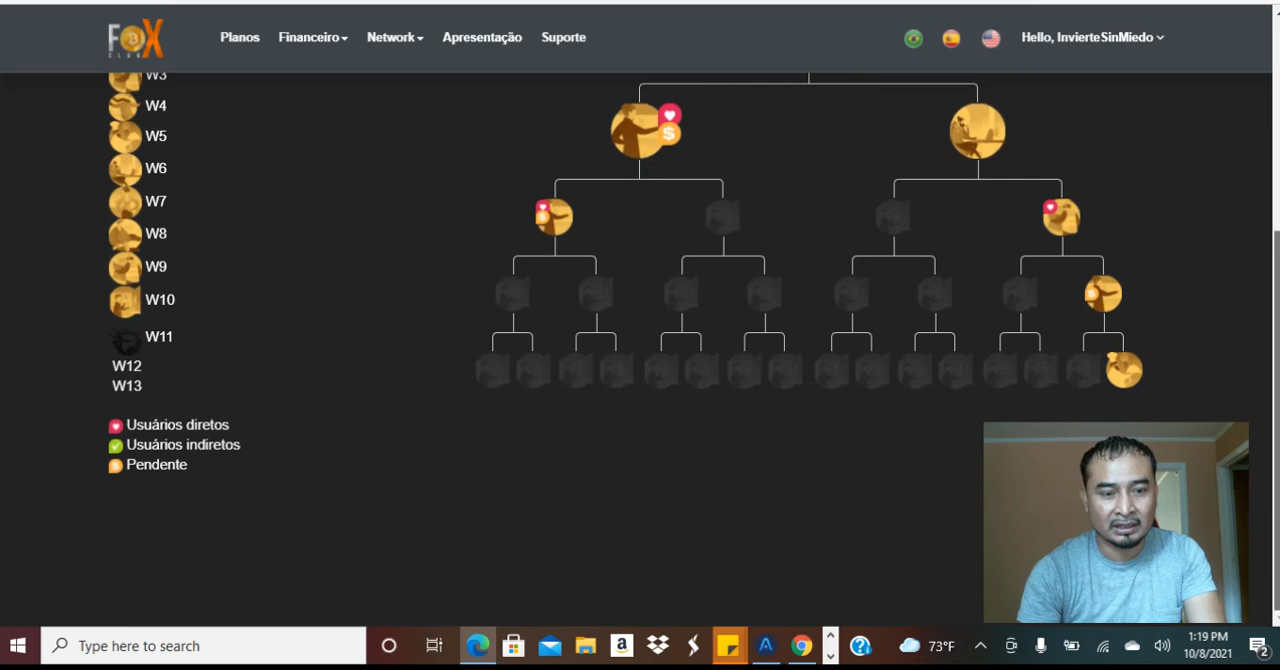 FOX
CLUB
Planos
Financeiro
Network
Apresentação
Suporte
Hello, InvierteSinMiedo
W3
W4
W5
W6
W7
W8
W9
W10
W11
W12
W13
Usuários diretos
Usuários indiretos
Pendente
Type here to search
73°F
1:19 PM
10/8/2021
2